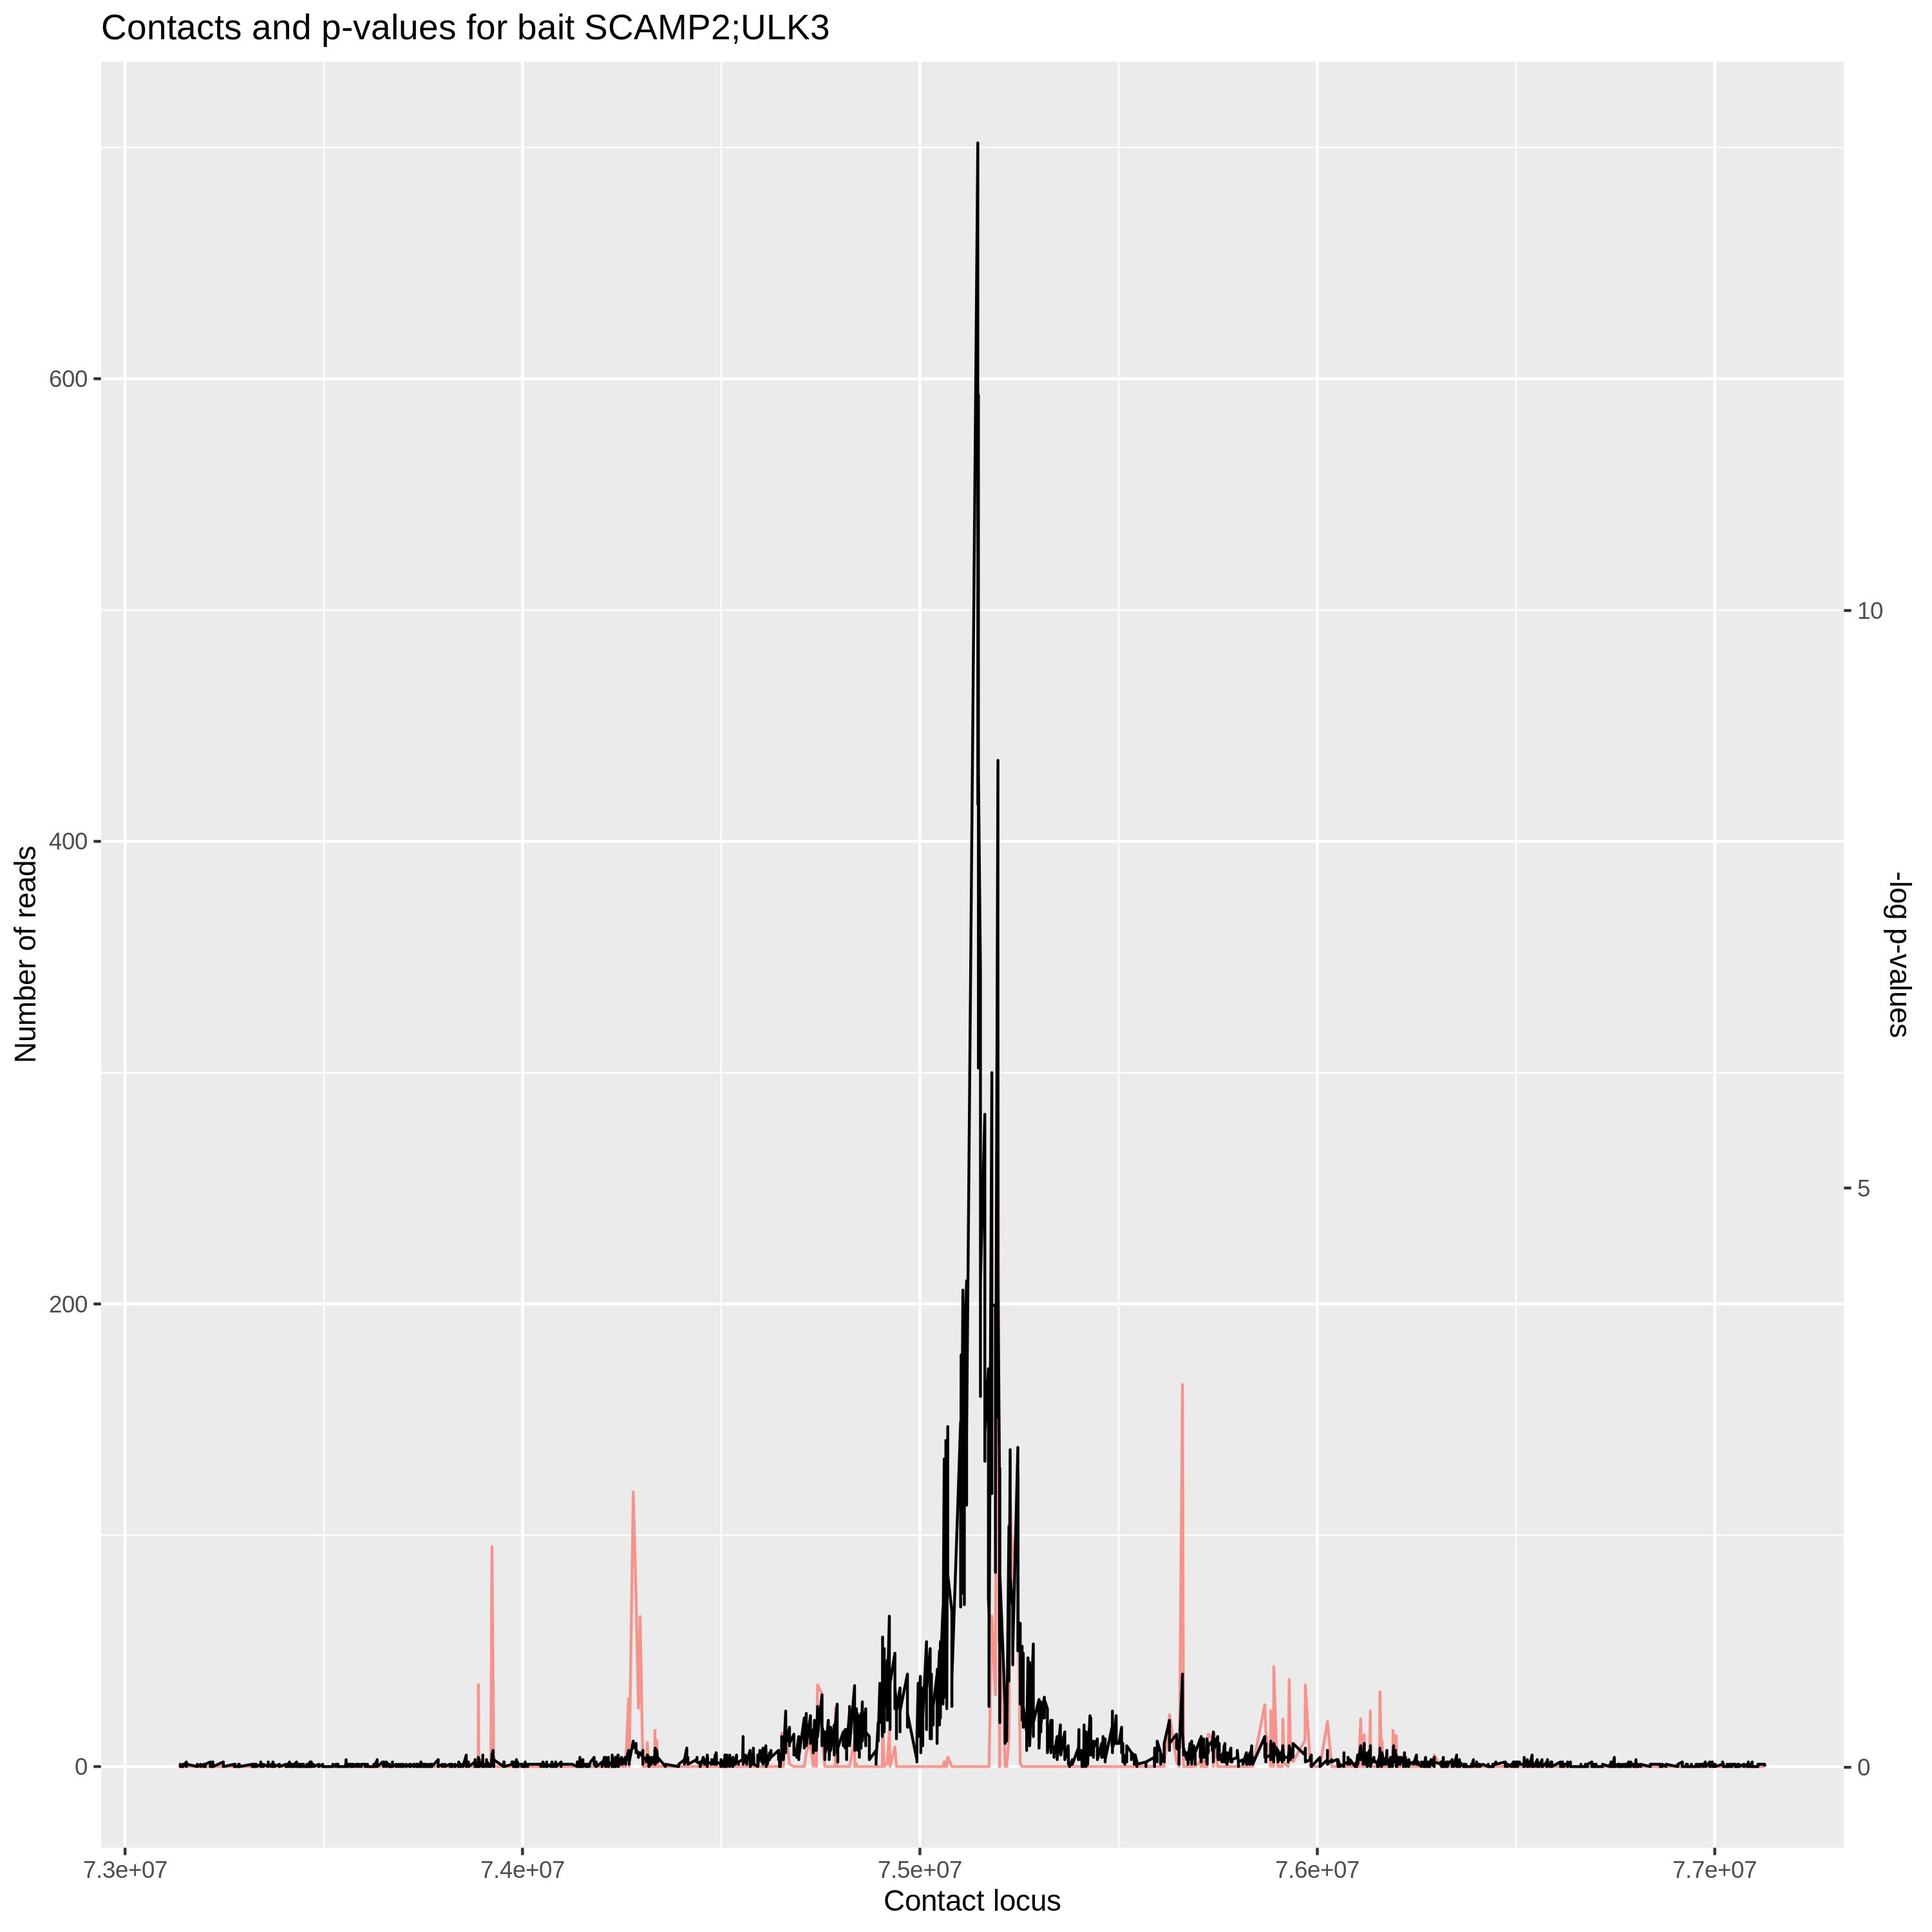 Contacts and p-values for bait SCAMP2;ULK3
Number of reads
600
400
200
0
10
5
0
-log p-values
7.3e+07
7.4e+07
7.5e+07
7.6e+07
7.7e+07
Contact locus